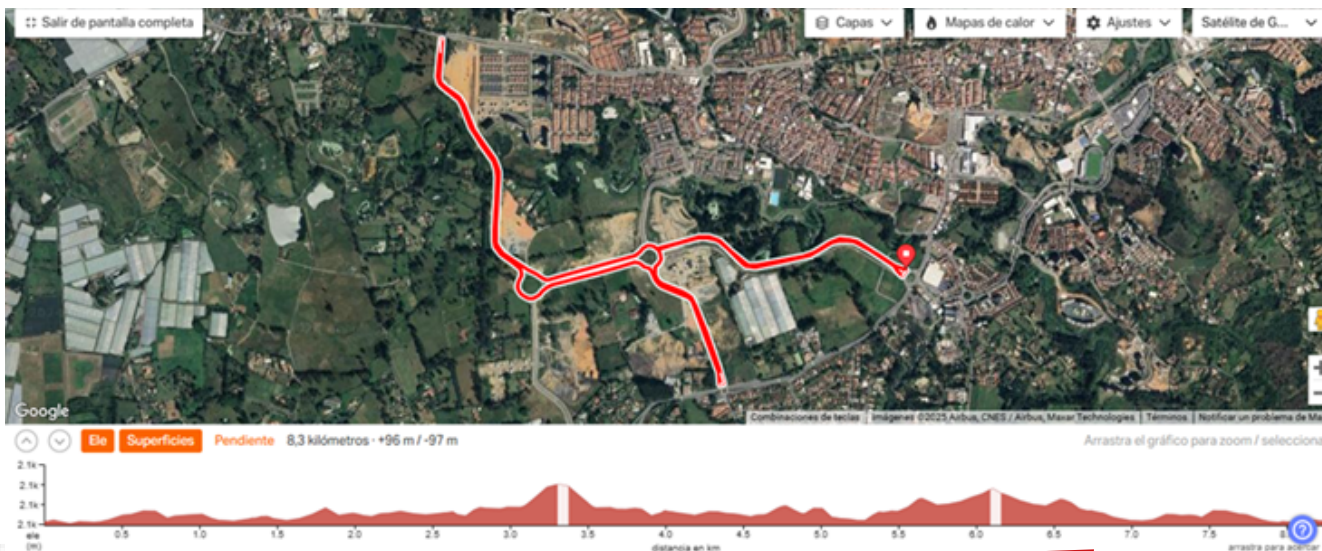 Salir de pantalla completa
Capas
Mapas de calor
Ajustes
Satélite de G...
Google
Combinaciones de teclas
Imágenes ©2025 Airbus, CNES / Airbus, Maxar Technologies
Términos
Notificar un problema de Ma
Ele
Superficies
Pendiente
8,3 kilómetros · +96 m / -97 m
Arrastra el gráfico para zoom / selecciona
2.1k
2.1k
2.1k
2.1k
ele
(m)
0.5 1.0 1.5 2.0 2.5 3.0 3.5 4.0 4.5 5.0 5.5 6.0 6.5 7.0 7.5
distancia en km
arrastra para acercar